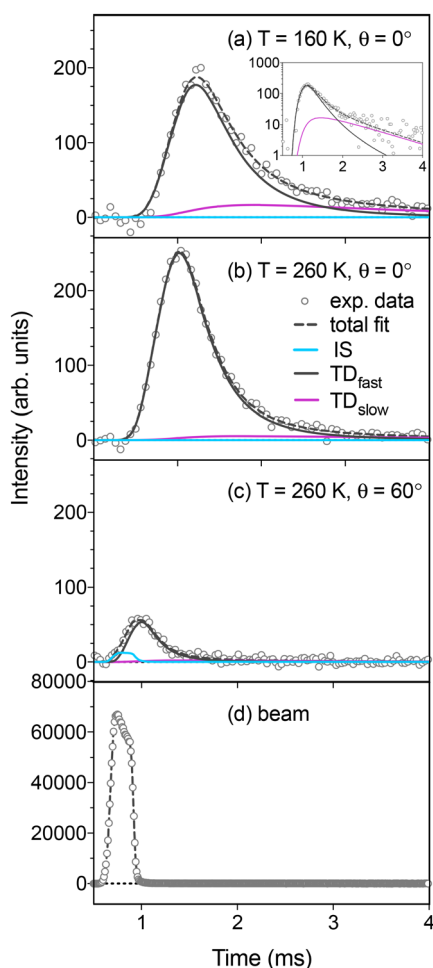 (a) T = 160 K, θ = 0°
200
100
0
1000
100
10
1
1 2 3 4
(b) T = 260 K, θ = 0°
200
100
0
exp. data
total fit
IS
TDfast
TDslow
Intensity (arb. units)
(c) T = 260 K, θ = 60°
200
100
0
(d) beam
80000
60000
40000
20000
0
1 2 3 4
Time (ms)